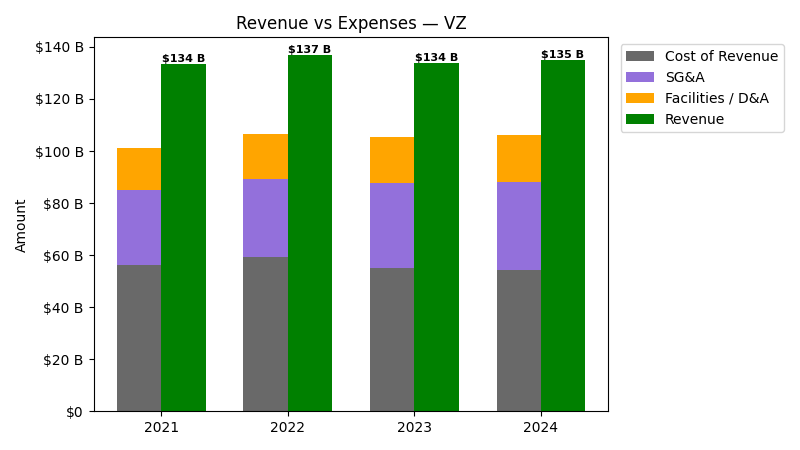 Revenue vs Expenses — VZ
$140 B
$120 B
$100 B
$80 B
$60 B
$40 B
$20 B
$0
Amount
$134 B
$137 B
$134 B
$135 B
2021
2022
2023
2024
Cost of Revenue
SG&A
Facilities / D&A
Revenue